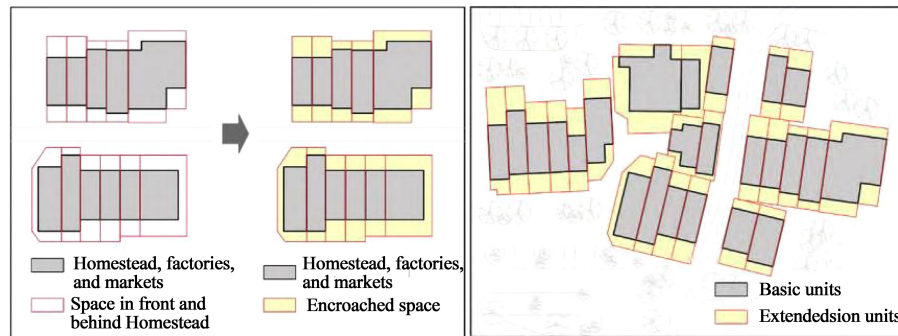 Homestead, factories,
and markets
Space in front and
behind Homestead
Homestead, factories,
and markets
Encroached space
Basic units
Extendedsion units